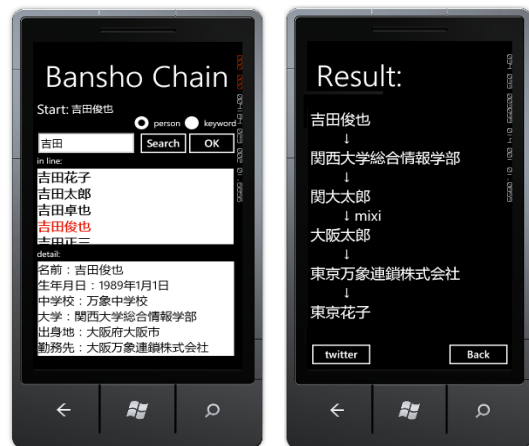 Bansho Chain
Start: 吉田俊也
person keyword
吉田 Search OK
in line:
吉田花子
吉田太郎
吉田卓也
吉田俊也
吉田正三
detail:
名前：吉田俊也
生年月日：1989年1月1日
中学校：万象中学校
大学：関西大学総合情報学部
出身地：大阪府大阪市
勤務先：大阪万象連鎖株式会社
Result:
吉田俊也
↓
関西大学総合情報学部
↓
関大太郎
↓ mixi
大阪太郎
↓
東京万象連鎖株式会社
↓
東京花子
twitter Back